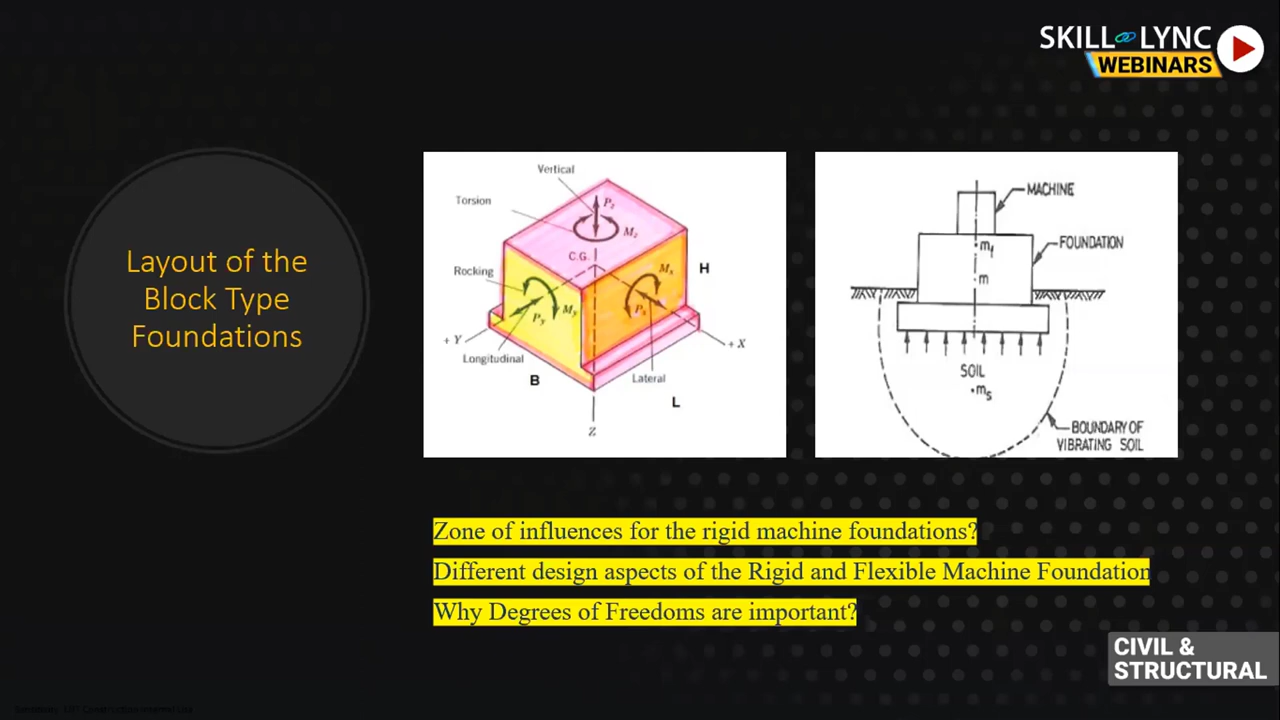 SKILL LYNC
WEBINARS
Layout of the
Block Type
Foundations
Vertical
Torsion
Pz
Mz
C.G.
Rocking
Mx
H
My
Px
Py
+ Y
Longitudinal
+ X
B
Lateral
L
Z
MACHINE
m1
FOUNDATION
m
SOIL
ms
BOUNDARY OF
VIBRATING SOIL
Zone of influences for the rigid machine foundations?
Different design aspects of the Rigid and Flexible Machine Foundation
Why Degrees of Freedoms are important?
CIVIL &
STRUCTURAL